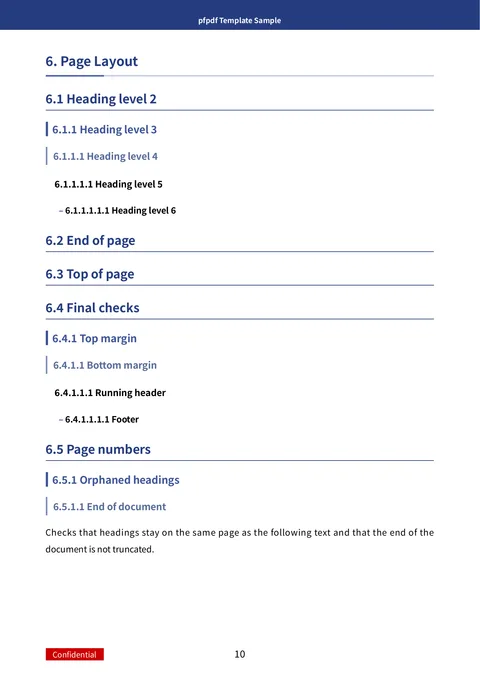 pfpdf Template Sample
6. Page Layout
6.1 Heading level 2
6.1.1 Heading level 3
6.1.1.1 Heading level 4
6.1.1.1.1 Heading level 5
– 6.1.1.1.1.1 Heading level 6
6.2 End of page
6.3 Top of page
6.4 Final checks
6.4.1 Top margin
6.4.1.1 Bottom margin
6.4.1.1.1 Running header
– 6.4.1.1.1.1 Footer
6.5 Page numbers
6.5.1 Orphaned headings
6.5.1.1 End of document
Checks that headings stay on the same page as the following text and that the end of the
document is not truncated.
Confidential
10